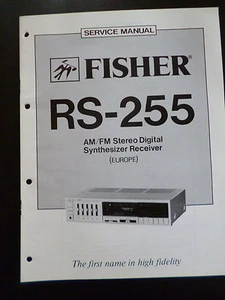 SERVICE MANUAL
FISHER®
RS-255
AM/FM Stereo Digital
Synthesizer Receiver
(EUROPE)
The first name in high fidelity